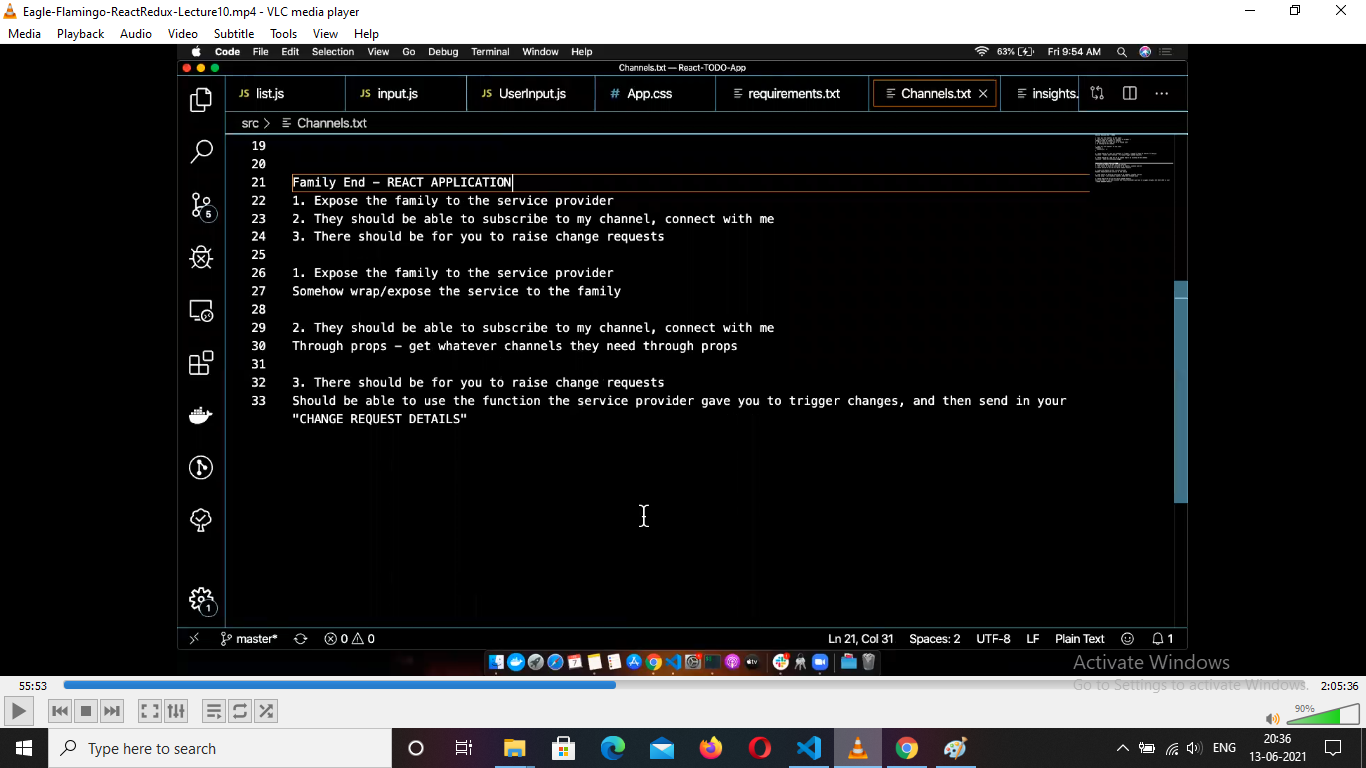 Eagle-Flamingo-ReactRedux-Lecture10.mp4 - VLC media player
Media Playback Audio Video Subtitle Tools View Help
Code File Edit Selection View Go Debug Terminal Window Help 63% Fri 9:54 AM
Channels.txt — React-TODO-App
JS list.js JS input.js JS UserInput.js # App.css requirements.txt Channels.txt insights.
src > Channels.txt
19
20
21 Family End - REACT APPLICATION
22 1. Expose the family to the service provider
23 2. They should be able to subscribe to my channel, connect with me
24 3. There should be for you to raise change requests
25
26 1. Expose the family to the service provider
27 Somehow wrap/expose the service to the family
28
29 2. They should be able to subscribe to my channel, connect with me
30 Through props - get whatever channels they need through props
31
32 3. There should be for you to raise change requests
33 Should be able to use the function the service provider gave you to trigger changes, and then send in your
"CHANGE REQUEST DETAILS"
5
1
master* 0 0 Ln 21, Col 31 Spaces: 2 UTF-8 LF Plain Text 1
Activate Windows
Go to Settings to activate Windows.
55:53 2:05:36
90%
Type here to search
ENG
20:36
13-06-2021